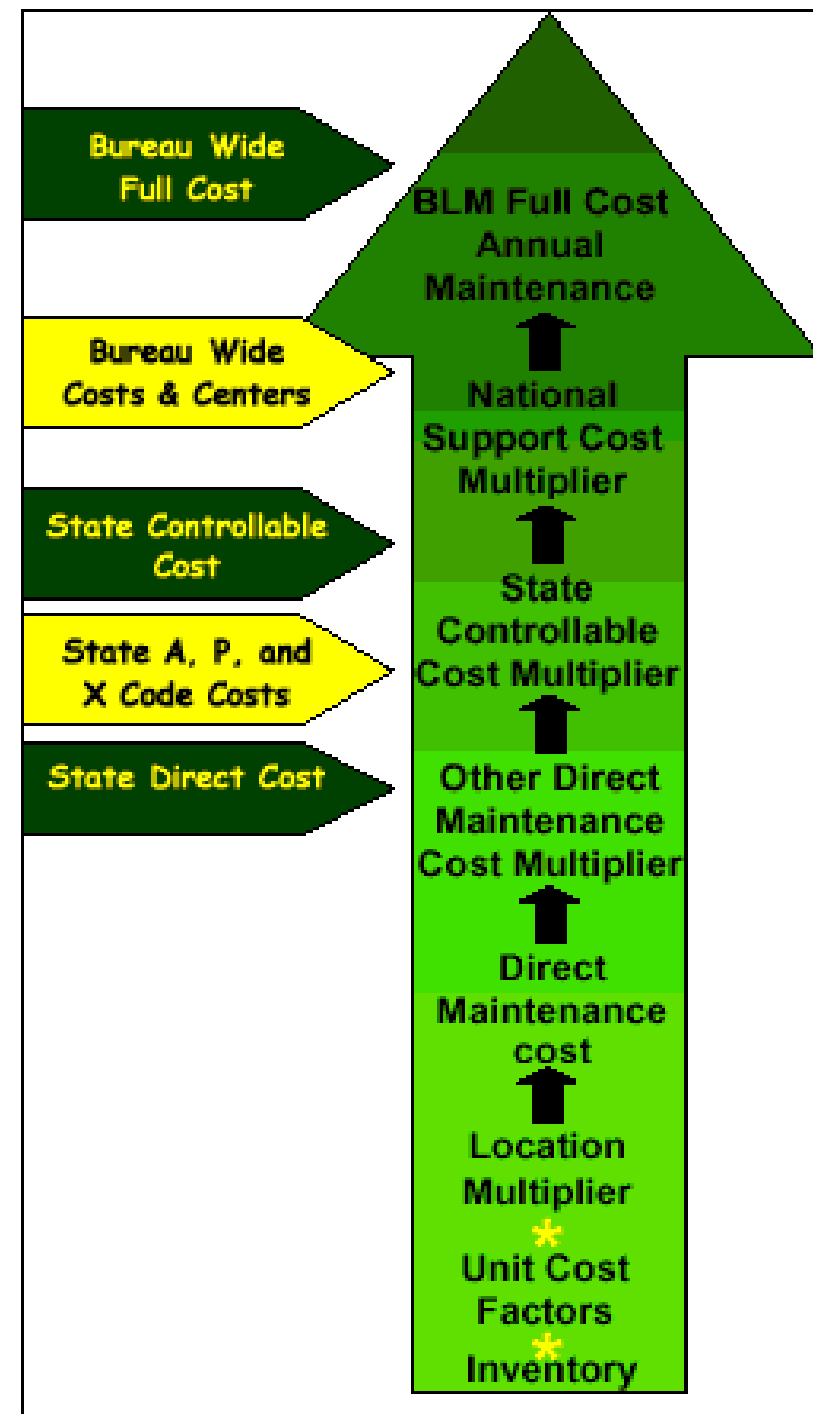 Bureau Wide
Full Cost
Bureau Wide
Costs & Centers
State Controllable
Cost
State A, P, and
X Code Costs
State Direct Cost
BLM Full Cost
Annual
Maintenance
National
Support Cost
Multiplier
State
Controllable
Cost Multiplier
Other Direct
Maintenance
Cost Multiplier
Direct
Maintenance
cost
Location
Multiplier
*
Unit Cost
Factors
*
Inventory